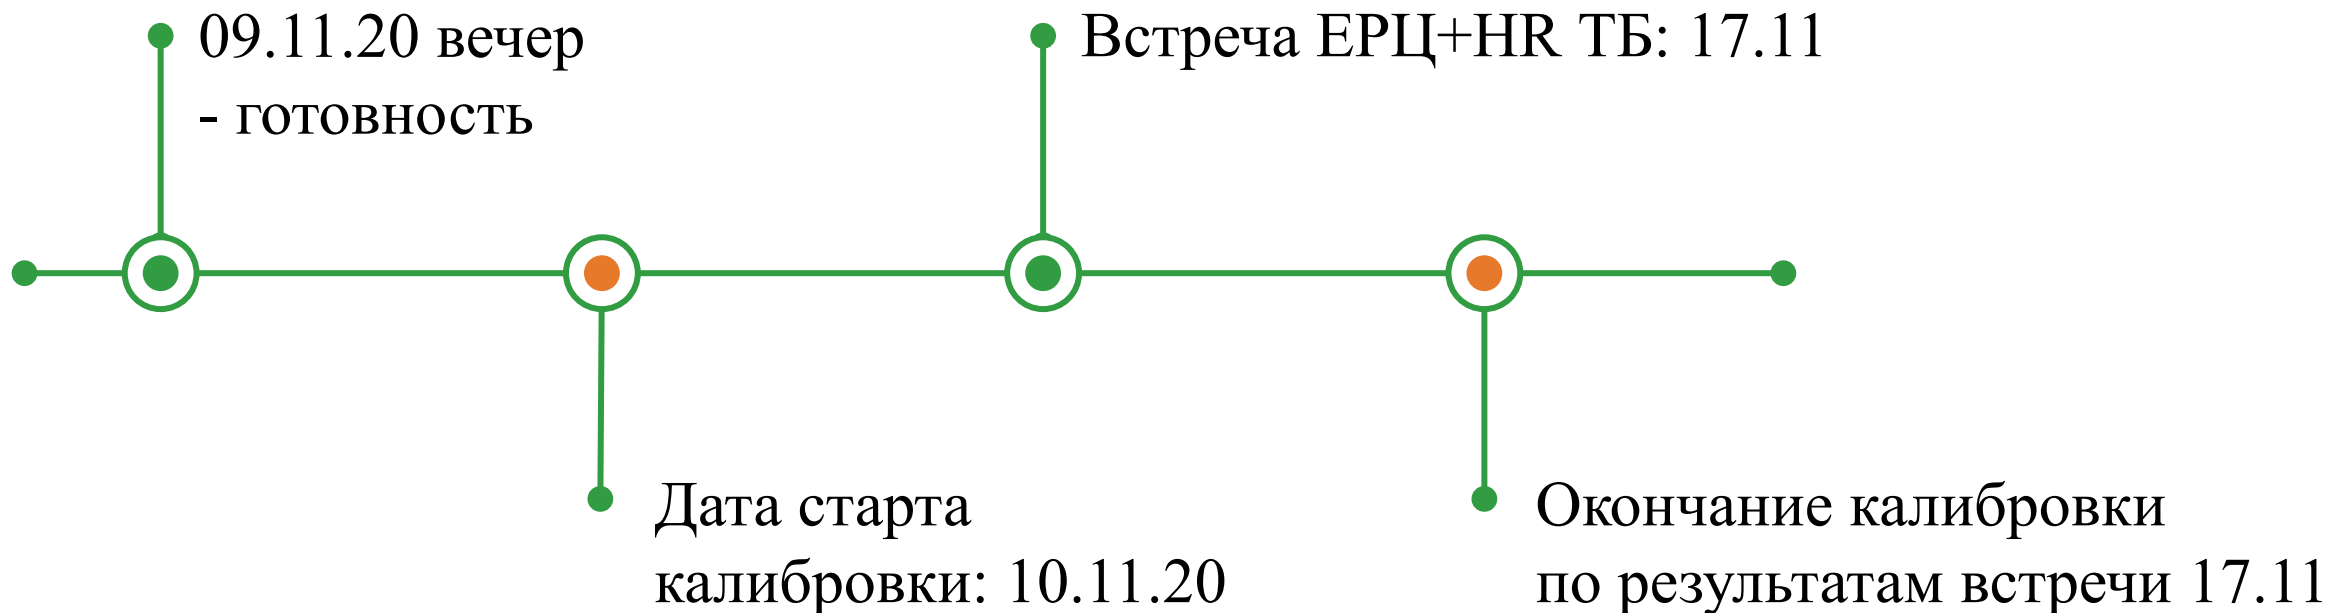 09.11.20 вечер
- готовность
Встреча ЕРЦ+HR ТБ: 17.11
Дата старта
калибровки: 10.11.20
Окончание калибровки
по результатам встречи 17.11